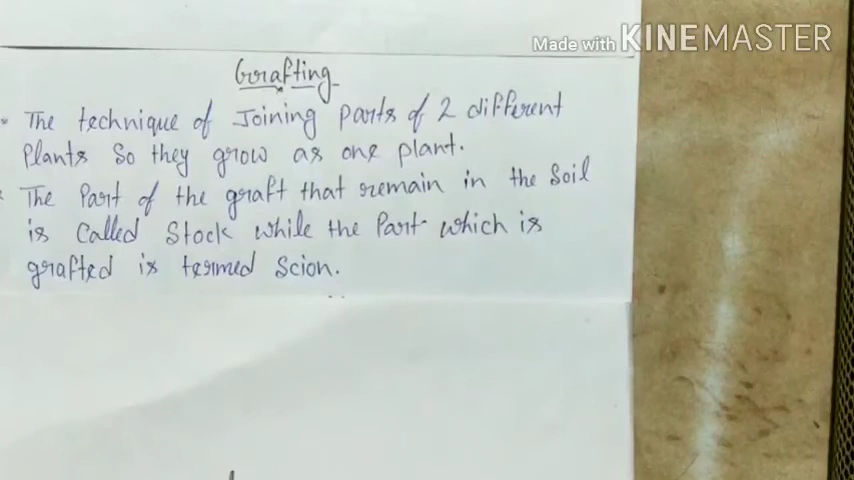 Made with KINEMASTER
Grafting
The technique of Joining parts of 2 different
Plants So they grow as one plant.
The Part of the graft that remain in the Soil
is Called Stock while the Part which is
grafted is termed Scion.